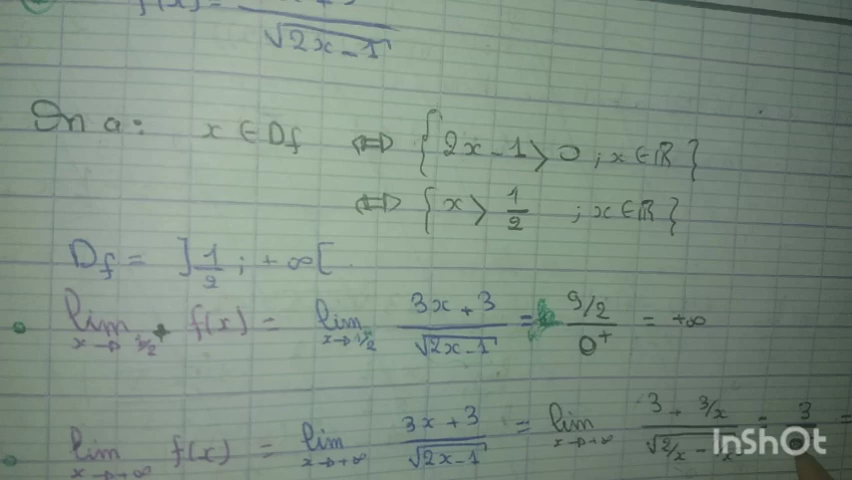 f(x) = / √(2x-1)
On a : x ∈ Df ⇔ { 2x-1 > 0 ; x ∈ ℝ }
⇔ { x > 1/2 ; x ∈ ℝ }
Df = ]1/2 ; +∞[
lim x→ 1/2+ f(x) = lim x→ 1/2 (3x+3)/√(2x-1) = (9/2)/0+ = +∞
lim x→+∞ f(x) = lim x→+∞ (3x+3)/√(2x-1) = lim x→+∞ (3 + 3/x)/√(2/x - = 3/ =
InShOt